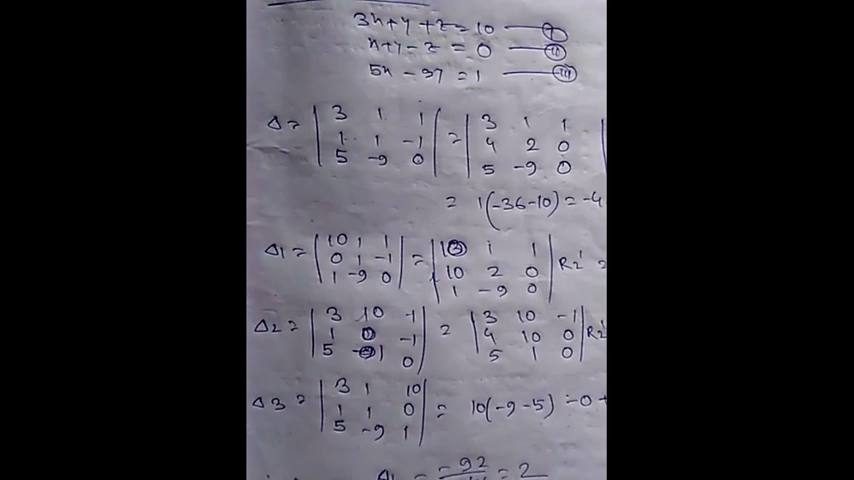 3x+y+z=10 —— (I)
x+y-z=0 —— (II)
5x-9y=1 —— (III)
Δ= | 3 1 1 | = | 3 1 1 |
| 1 1 -1 | | 4 2 0 |
| 5 -9 0 | | 5 -9 0 |
= 1(-36-10) = -4
Δ1= | 10 1 1 | = | 10 1 1 |
| 0 1 -1 | | 10 2 0 | R2' =
| 1 -9 0 | | 1 -9 0 |
Δ2= | 3 10 -1 | = | 3 10 -1 |
| 1 0 -1 | | 4 10 0 | R2'
| 5 1 0 | | 5 1 0 |
Δ3= | 3 1 10 |
| 1 1 0 | = 10(-9-5) -0 +
| 5 -9 1 |
Δ1 = -92 = 2